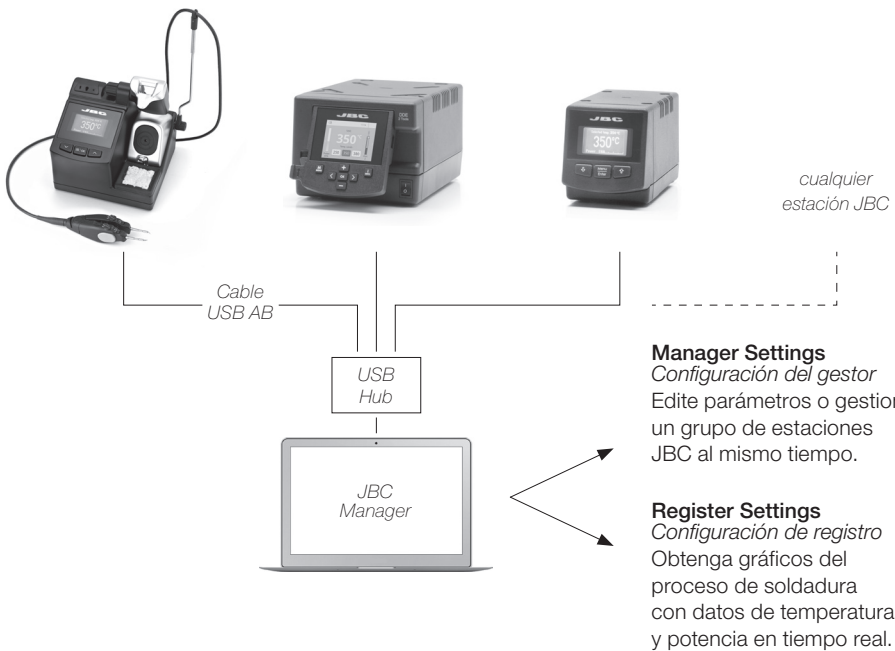 JBC
350°C
JBC
350°C
JBC
350°C
cualquier
estación JBC
Cable
USB AB
USB
Hub
JBC
Manager
Manager Settings
Configuración del gestor
Edite parámetros o gestion
un grupo de estaciones
JBC al mismo tiempo.
Register Settings
Configuración de registro
Obtenga gráficos del
proceso de soldadura
con datos de temperatura
y potencia en tiempo real.